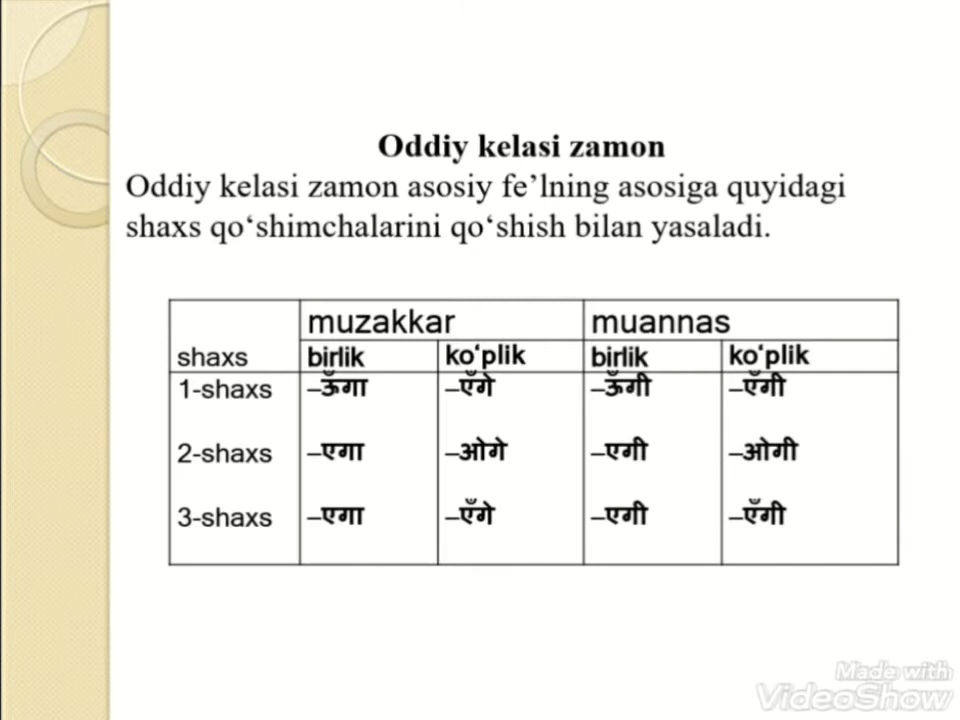 Oddiy kelasi zamon
Oddiy kelasi zamon asosiy fe’lning asosiga quyidagi
shaxs qo‘shimchalarini qo‘shish bilan yasaladi.
muzakkar muannas
shaxs birlik ko‘plik birlik ko‘plik
1-shaxs –ऊँगा –एँगे –ऊँगी –एँगी
2-shaxs –एगा –ओगे –एगी –ओगी
3-shaxs –एगा –एँगे –एगी –एँगी
Made with
VideoShow